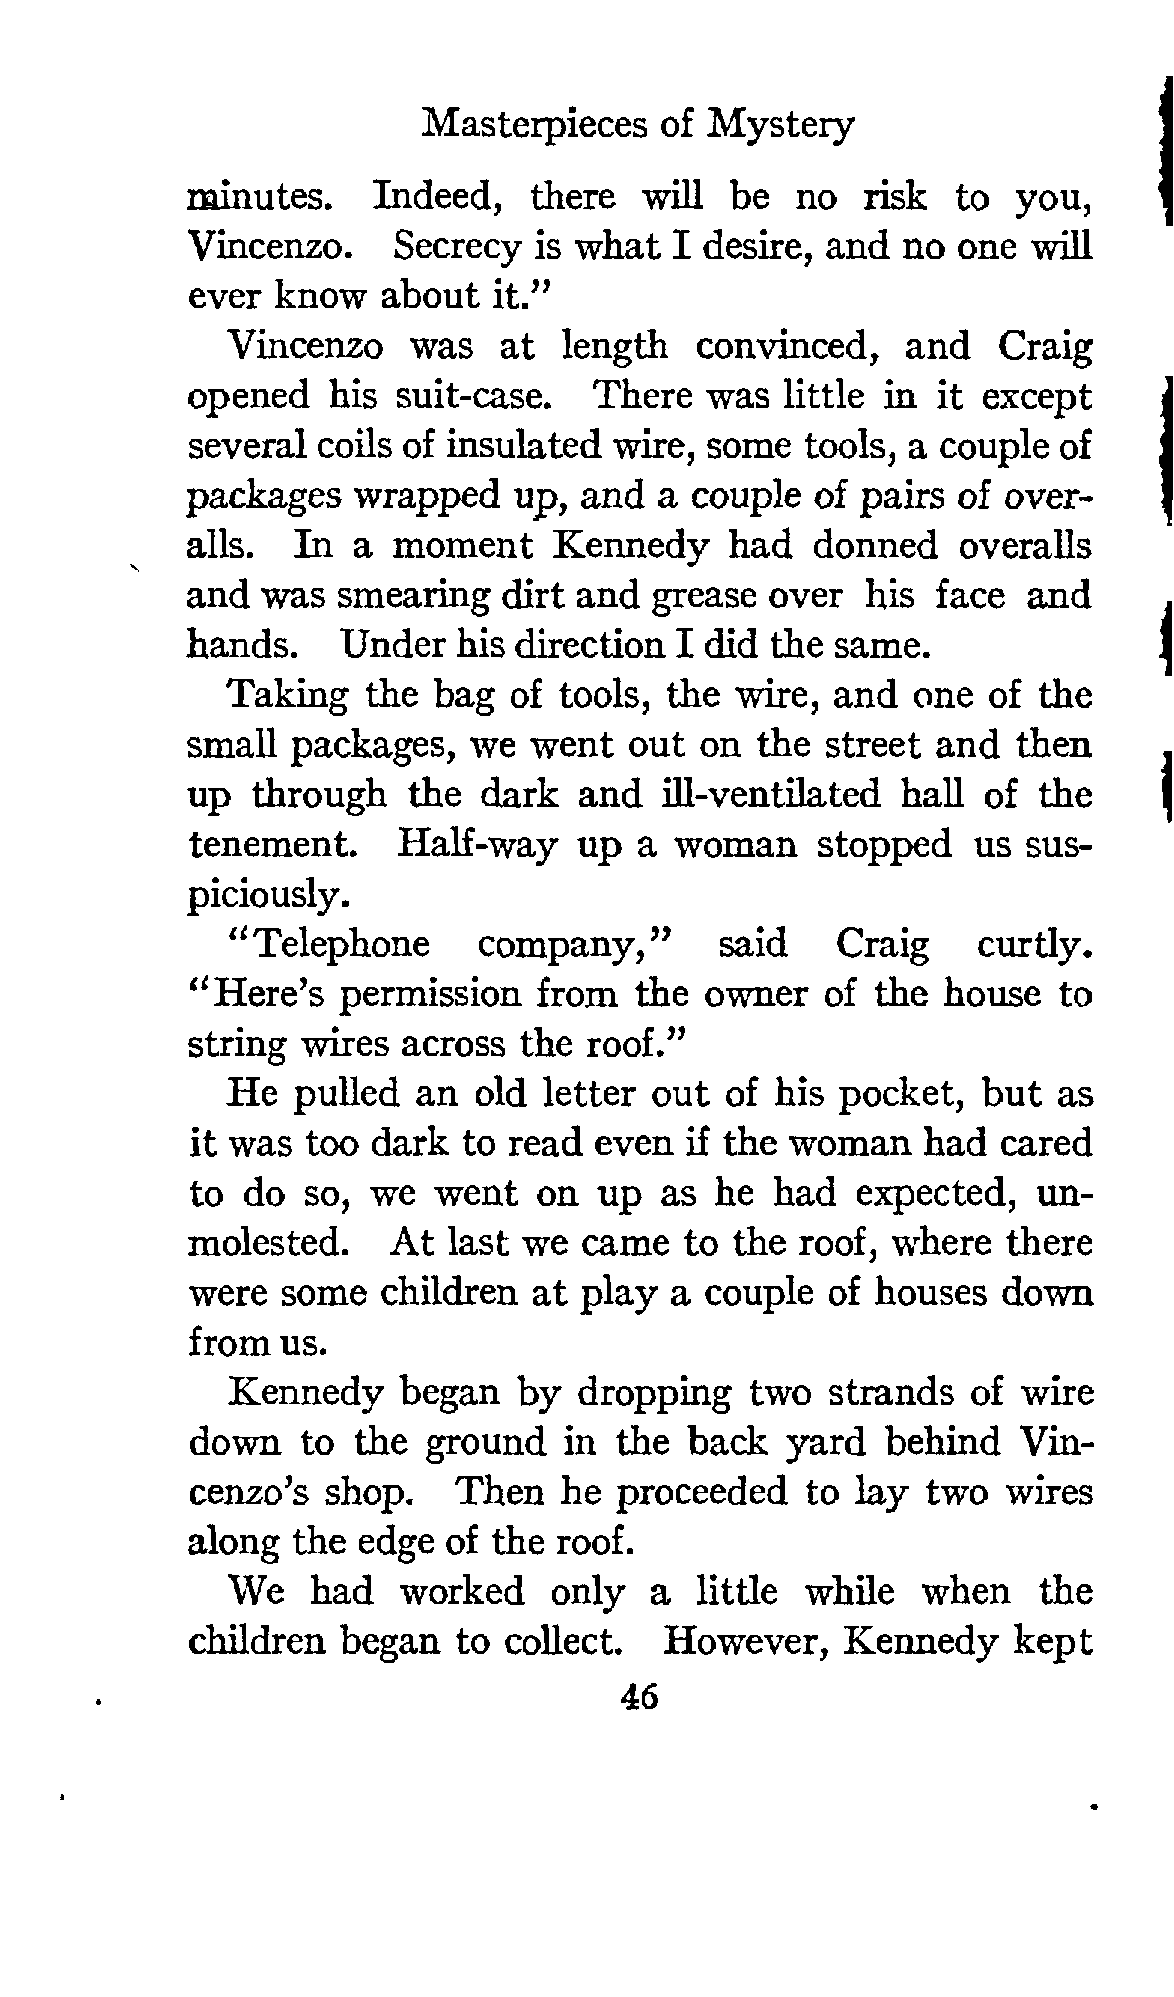 Masterpieces of Mystery
minutes. Indeed, there will be no risk to you,
Vincenzo. Secrecy is what I desire, and no one will
ever know about it."
Vincenzo was at length convinced, and Craig
opened his suit-case. There was little in it except
several coils of insulated wire, some tools, a couple of
packages wrapped up, and a couple of pairs of over-
alls. In a moment Kennedy had donned overalls
and was smearing dirt and grease over his face and
hands. Under his direction I did the same.
Taking the bag of tools, the wire, and one of the
small packages, we went out on the street and then
up through the dark and ill-ventilated hall of the
tenement. Half-way up a woman stopped us sus-
piciously.
"Telephone company," said Craig curtly.
"Here's permission from the owner of the house to
string wires across the roof."
He pulled an old letter out of his pocket, but as
it was too dark to read even if the woman had cared
to do so, we went on up as he had expected, un-
molested. At last we came to the roof, where there
were some children at play a couple of houses down
from us.
Kennedy began by dropping two strands of wire
down to the ground in the back yard behind Vin-
cenzo's shop. Then he proceeded to lay two wires
along the edge of the roof.
We had worked only a little while when the
children began to collect. However, Kennedy kept
46